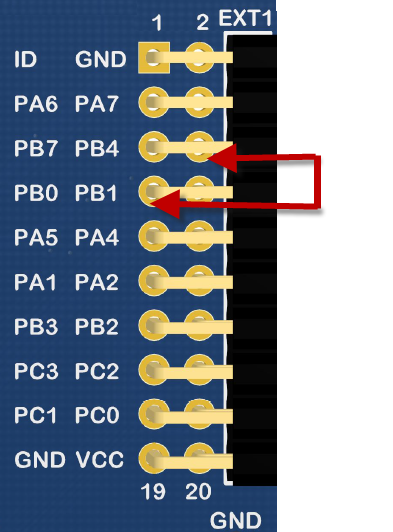 1 2 EXT1
ID GND
PA6 PA7
PB7 PB4
PB0 PB1
PA5 PA4
PA1 PA2
PB3 PB2
PC3 PC2
PC1 PC0
GND VCC
19 20
GND